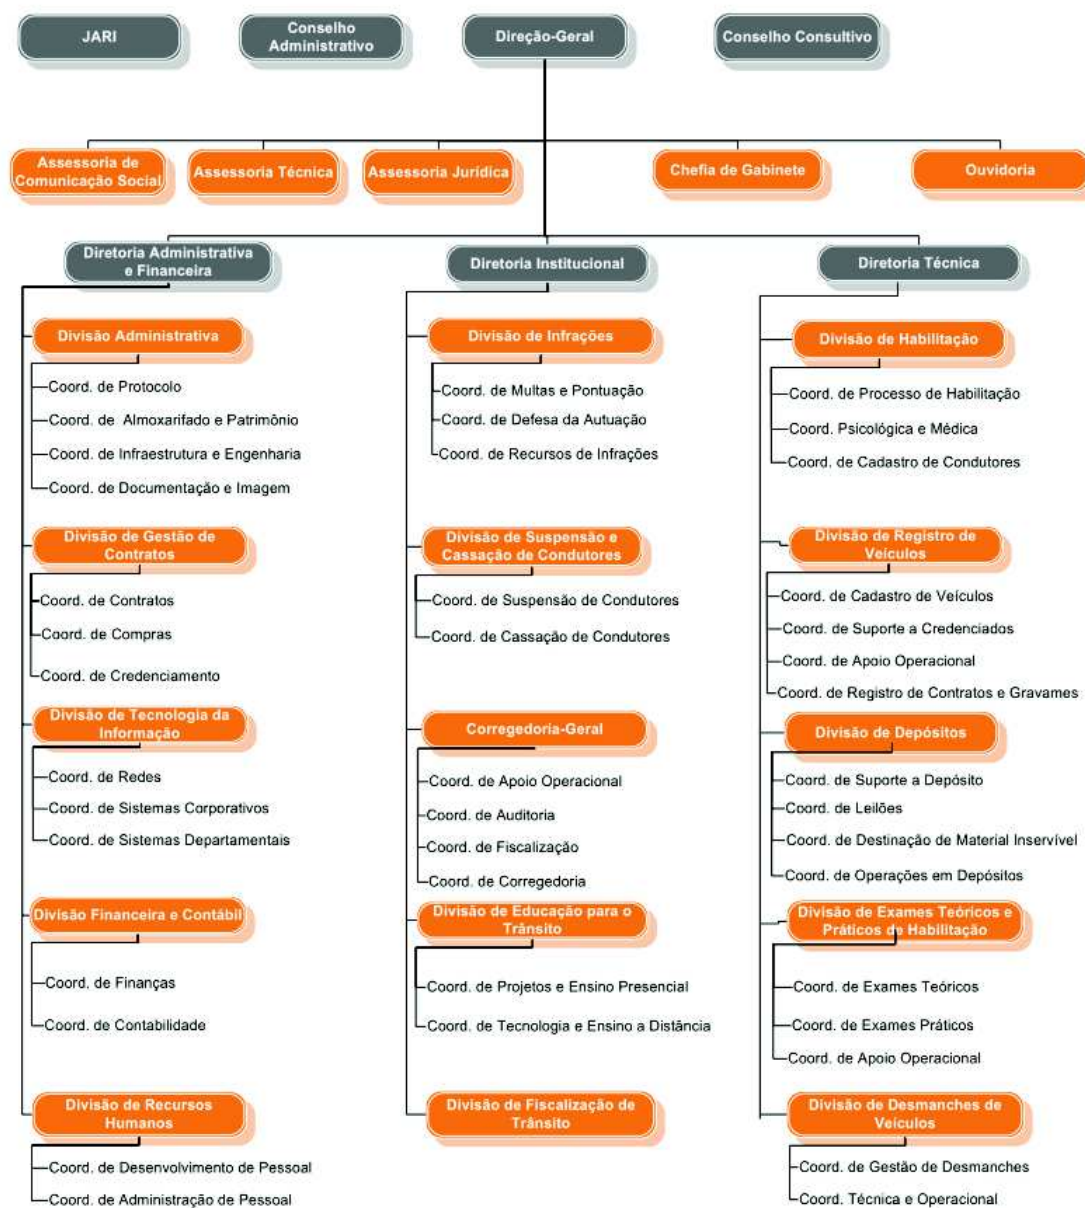 JARI
Conselho
Administrativo
Direção-Geral
Conselho Consultivo
Assessoria de
Comunicação Social
Assessoria Técnica
Assessoria Jurídica
Chefia de Gabinete
Ouvidoria
Diretoria Administrativa
e Financeira
Divisão Administrativa
Coord. de Protocolo
Coord. de Almoxarifado e Patrimônio
Coord. de Infraestrutura e Engenharia
Coord. de Documentação e Imagem
Divisão de Gestão de
Contratos
Coord. de Contratos
Coord. de Compras
Coord. de Credenciamento
Divisão de Tecnologia da
Informação
Coord. de Redes
Coord. de Sistemas Corporativos
Coord. de Sistemas Departamentais
Divisão Financeira e Contábil
Coord. de Finanças
Coord. de Contabilidade
Divisão de Recursos
Humanos
Coord. de Desenvolvimento de Pessoal
Coord. de Administração de Pessoal
Diretoria Institucional
Divisão de Infrações
Coord. de Multas e Pontuação
Coord. de Defesa da Autuação
Coord. de Recursos de Infrações
Divisão de Suspensão e
Cassação de Condutores
Coord. de Suspensão de Condutores
Coord. de Cassação de Condutores
Corregedoria-Geral
Coord. de Apoio Operacional
Coord. de Auditoria
Coord. de Fiscalização
Coord. de Corregedoria
Divisão de Educação para o
Trânsito
Coord. de Projetos e Ensino Presencial
Coord. de Tecnologia e Ensino a Distância
Divisão de Fiscalização de
Trânsito
Diretoria Técnica
Divisão de Habilitação
Coord. de Processo de Habilitação
Coord. Psicológica e Médica
Coord. de Cadastro de Condutores
Divisão de Registro de
Veículos
Coord. de Cadastro de Veículos
Coord. de Suporte a Credenciados
Coord. de Apoio Operacional
Coord. de Registro de Contratos e Gravames
Divisão de Depósitos
Coord. de Suporte a Depósito
Coord. de Leilões
Coord. de Destinação de Material Inservível
Coord. de Operações em Depósitos
Divisão de Exames Teóricos e
Práticos de Habilitação
Coord. de Exames Teóricos
Coord. de Exames Práticos
Coord. de Apoio Operacional
Divisão de Desmanches de
Veículos
Coord. de Gestão de Desmanches
Coord. Técnica e Operacional